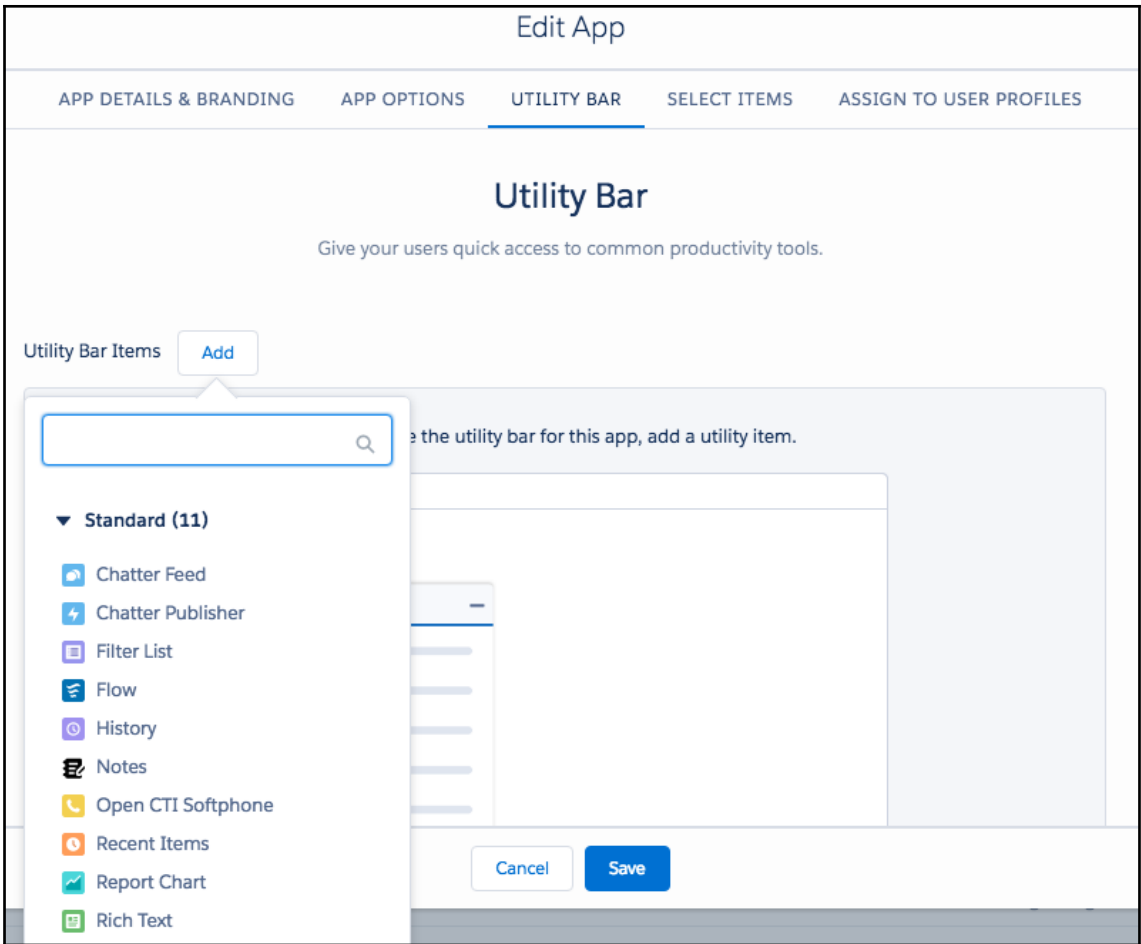 Edit App
APP DETAILS & BRANDING APP OPTIONS UTILITY BAR SELECT ITEMS ASSIGN TO USER PROFILES
Utility Bar
Give your users quick access to common productivity tools.
Utility Bar Items Add
the utility bar for this app, add a utility item.
Standard (11)
Chatter Feed
Chatter Publisher
Filter List
Flow
History
Notes
Open CTI Softphone
Recent Items
Report Chart
Rich Text
Cancel Save